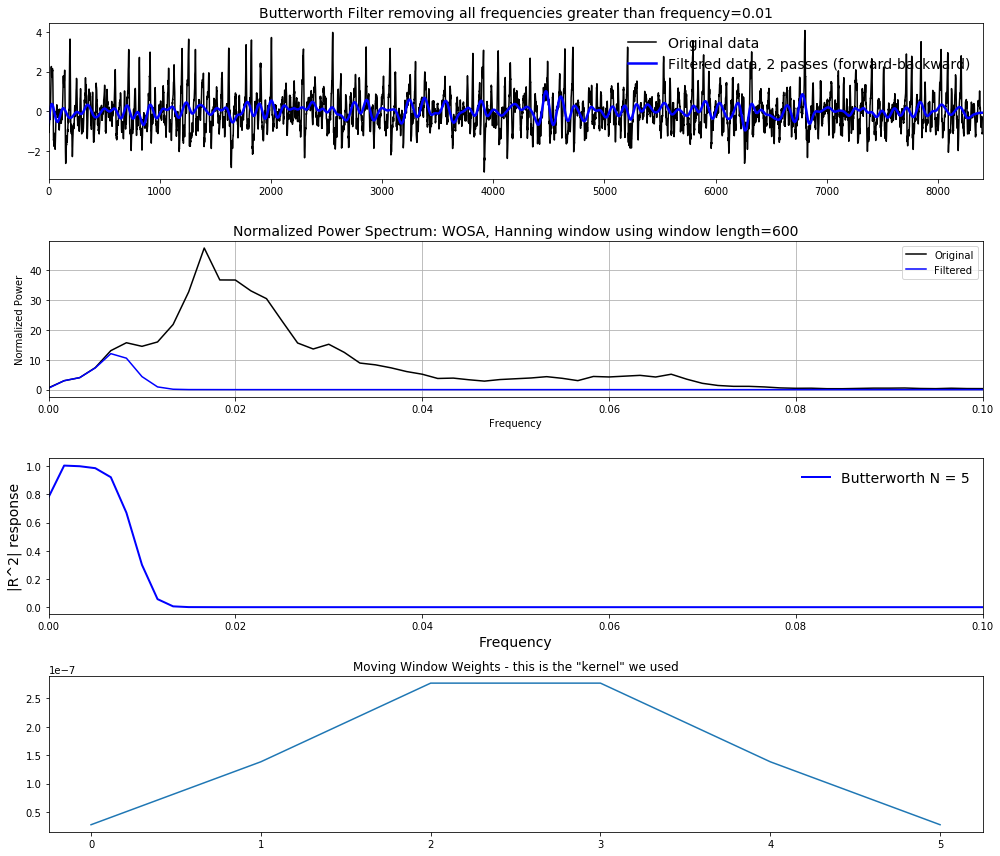 Butterworth Filter removing all frequencies greater than frequency=0.01
4
2
0
−2
Original data
Filtered data, 2 passes (forward-backward)
0 1000 2000 3000 4000 5000 6000 7000 8000
Normalized Power Spectrum: WOSA, Hanning window using window length=600
Normalized Power
40
30
20
10
0
Original
Filtered
0.00 0.02 0.04 0.06 0.08 0.10
Frequency
|R^2| response
1.0
0.8
0.6
0.4
0.2
0.0
Butterworth N = 5
0.00 0.02 0.04 0.06 0.08 0.10
Frequency
1e−7
Moving Window Weights - this is the "kernel" we used
2.5
2.0
1.5
1.0
0.5
0 1 2 3 4 5